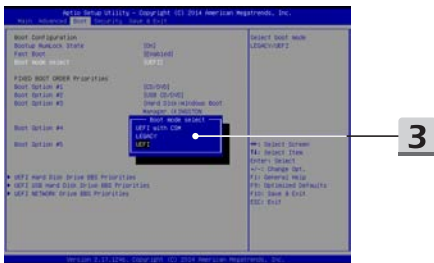 Aptio Setup Utility – Copyright (C) 2014 American Megatrends, Inc.
Main Advanced Boot Security Save & Exit
Boot Configuration
Bootup NumLock State [On]
Fast Boot [Enabled]
Boot mode select [UEFI]
FIXED BOOT ORDER Priorities
Boot Option #1 [CD/DVD]
Boot Option #2 [USB CD/DVD]
Boot Option #3 [Hard Disk:Windows Boot
Manager (KINGSTON
Boot Option #4
Boot Option #5
Boot mode select
UEFI with CSM
LEGACY
UEFI
▶ UEFI Hard Disk Drive BBS Priorities
▶ UEFI USB Hard Disk Drive BBS Priorities
▶ UEFI NETWORK Drive BBS Priorities
Select boot mode
LEGACY/UEFI
↔: Select Screen
↑↓: Select Item
Enter: Select
+/-: Change Opt.
F1: General Help
F9: Optimized Defaults
F10: Save & Exit
ESC: Exit
Version 2.17.1246. Copyright (C) 2014 American Megatrends, Inc.
3